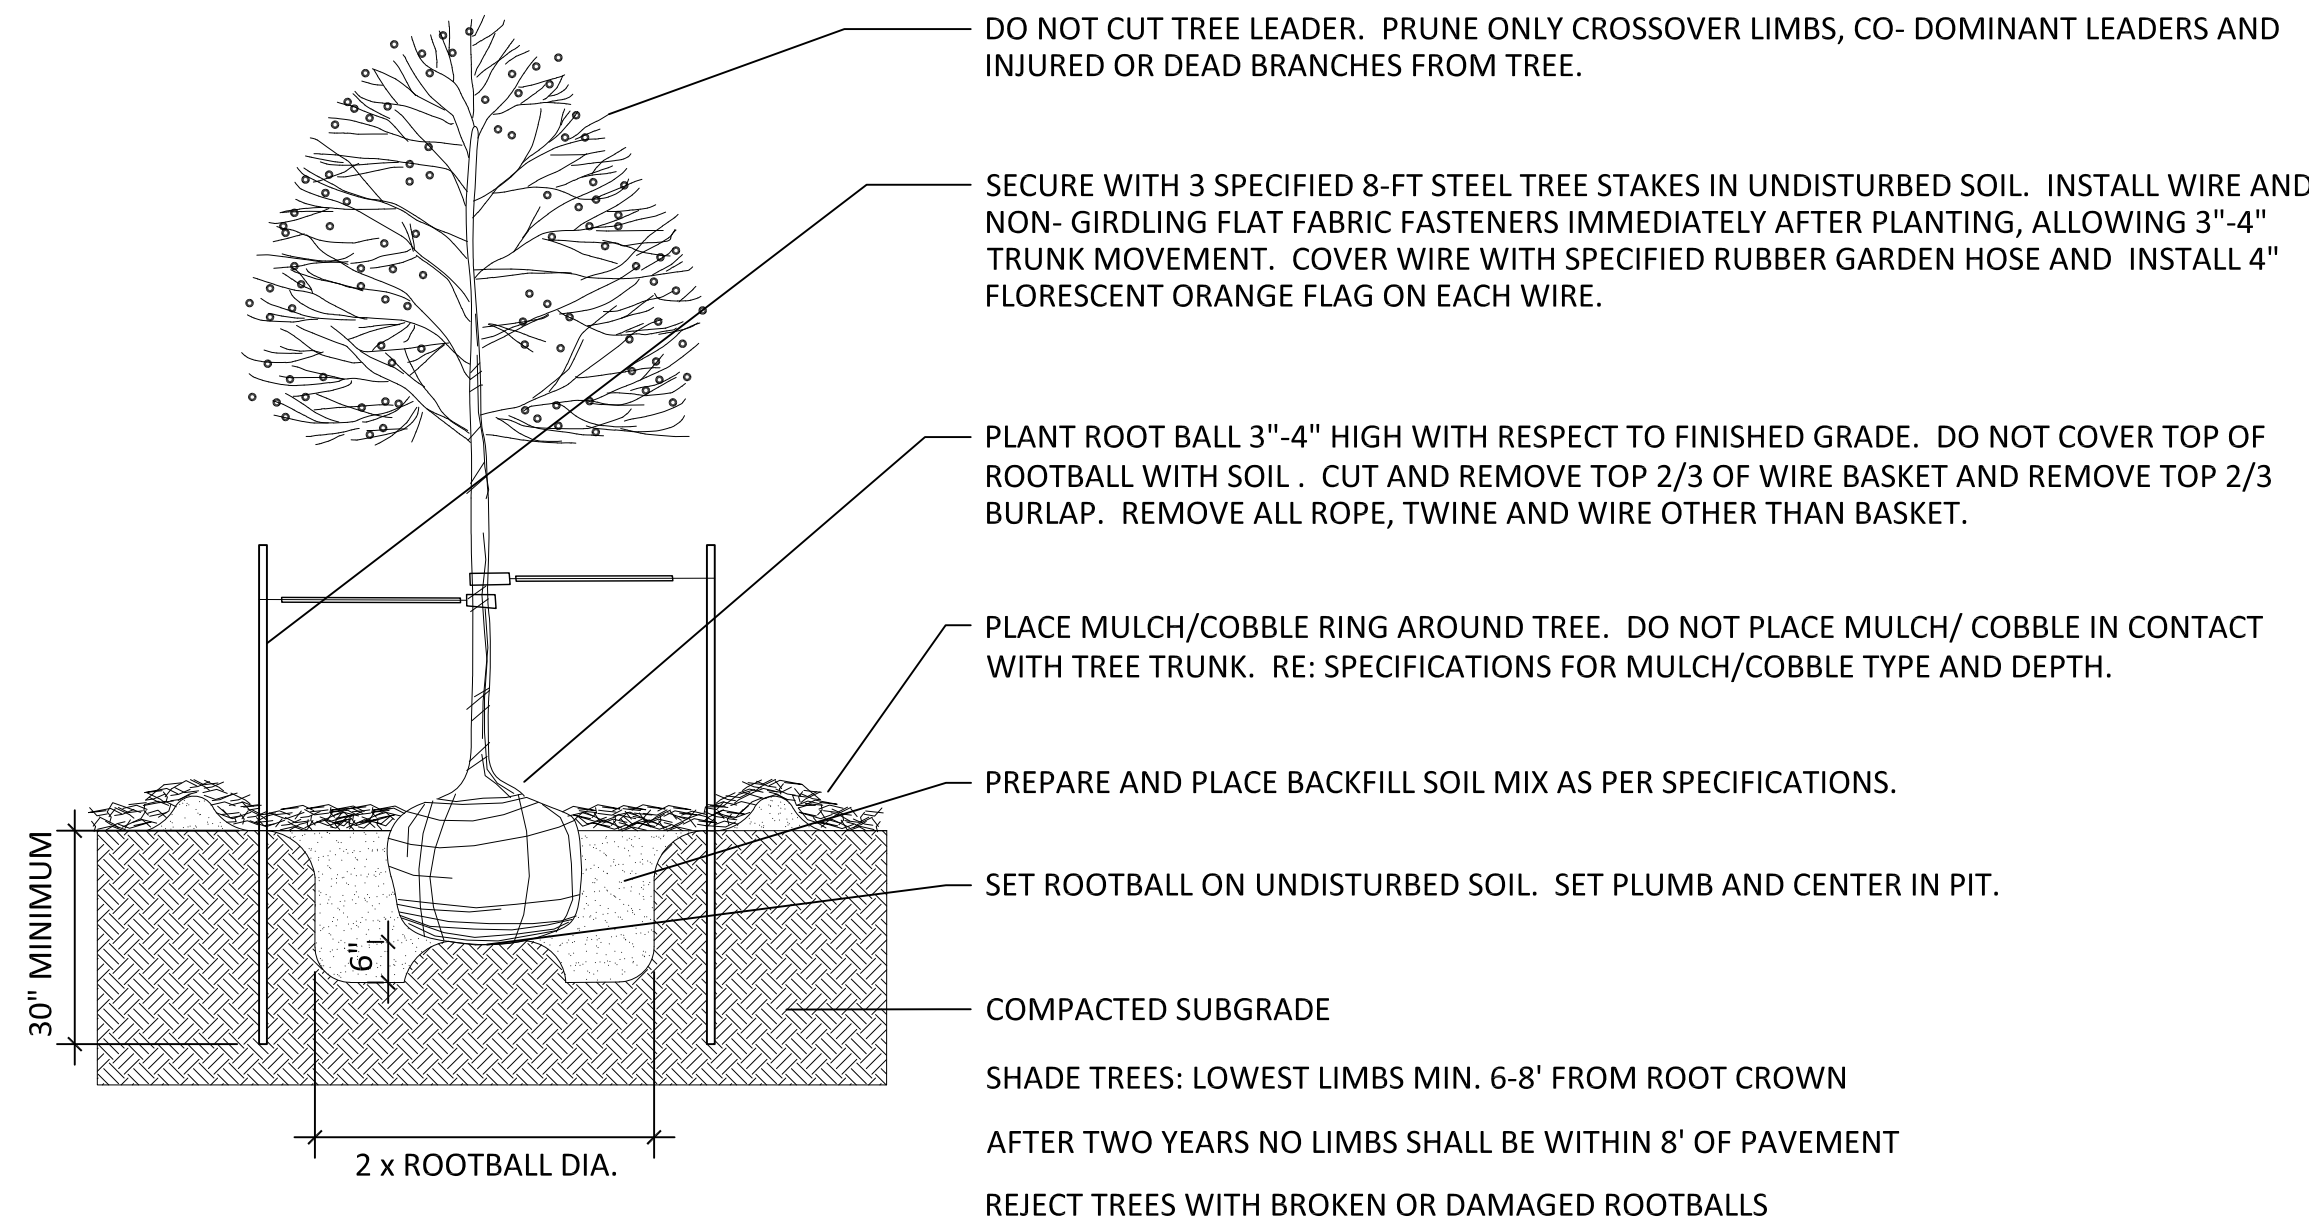 DO NOT CUT TREE LEADER.  PRUNE ONLY CROSSOVER LIMBS, CO- DOMINANT LEADERS AND
INJURED OR DEAD BRANCHES FROM TREE.
SECURE WITH 3 SPECIFIED 8-FT STEEL TREE STAKES IN UNDISTURBED SOIL.  INSTALL WIRE AND
NON- GIRDLING FLAT FABRIC FASTENERS IMMEDIATELY AFTER PLANTING, ALLOWING 3"-4"
TRUNK MOVEMENT.  COVER WIRE WITH SPECIFIED RUBBER GARDEN HOSE AND  INSTALL 4"
FLORESCENT ORANGE FLAG ON EACH WIRE.
PLANT ROOT BALL 3"-4" HIGH WITH RESPECT TO FINISHED GRADE.  DO NOT COVER TOP OF
ROOTBALL WITH SOIL .  CUT AND REMOVE TOP 2/3 OF WIRE BASKET AND REMOVE TOP 2/3
BURLAP.  REMOVE ALL ROPE, TWINE AND WIRE OTHER THAN BASKET.
PLACE MULCH/COBBLE RING AROUND TREE.  DO NOT PLACE MULCH/ COBBLE IN CONTACT
WITH TREE TRUNK.  RE: SPECIFICATIONS FOR MULCH/COBBLE TYPE AND DEPTH.
PREPARE AND PLACE BACKFILL SOIL MIX AS PER SPECIFICATIONS.
SET ROOTBALL ON UNDISTURBED SOIL.  SET PLUMB AND CENTER IN PIT.
COMPACTED SUBGRADE
SHADE TREES: LOWEST LIMBS MIN. 6-8' FROM ROOT CROWN
AFTER TWO YEARS NO LIMBS SHALL BE WITHIN 8' OF PAVEMENT
REJECT TREES WITH BROKEN OR DAMAGED ROOTBALLS
30" MINIMUM
6"
2 x ROOTBALL DIA.